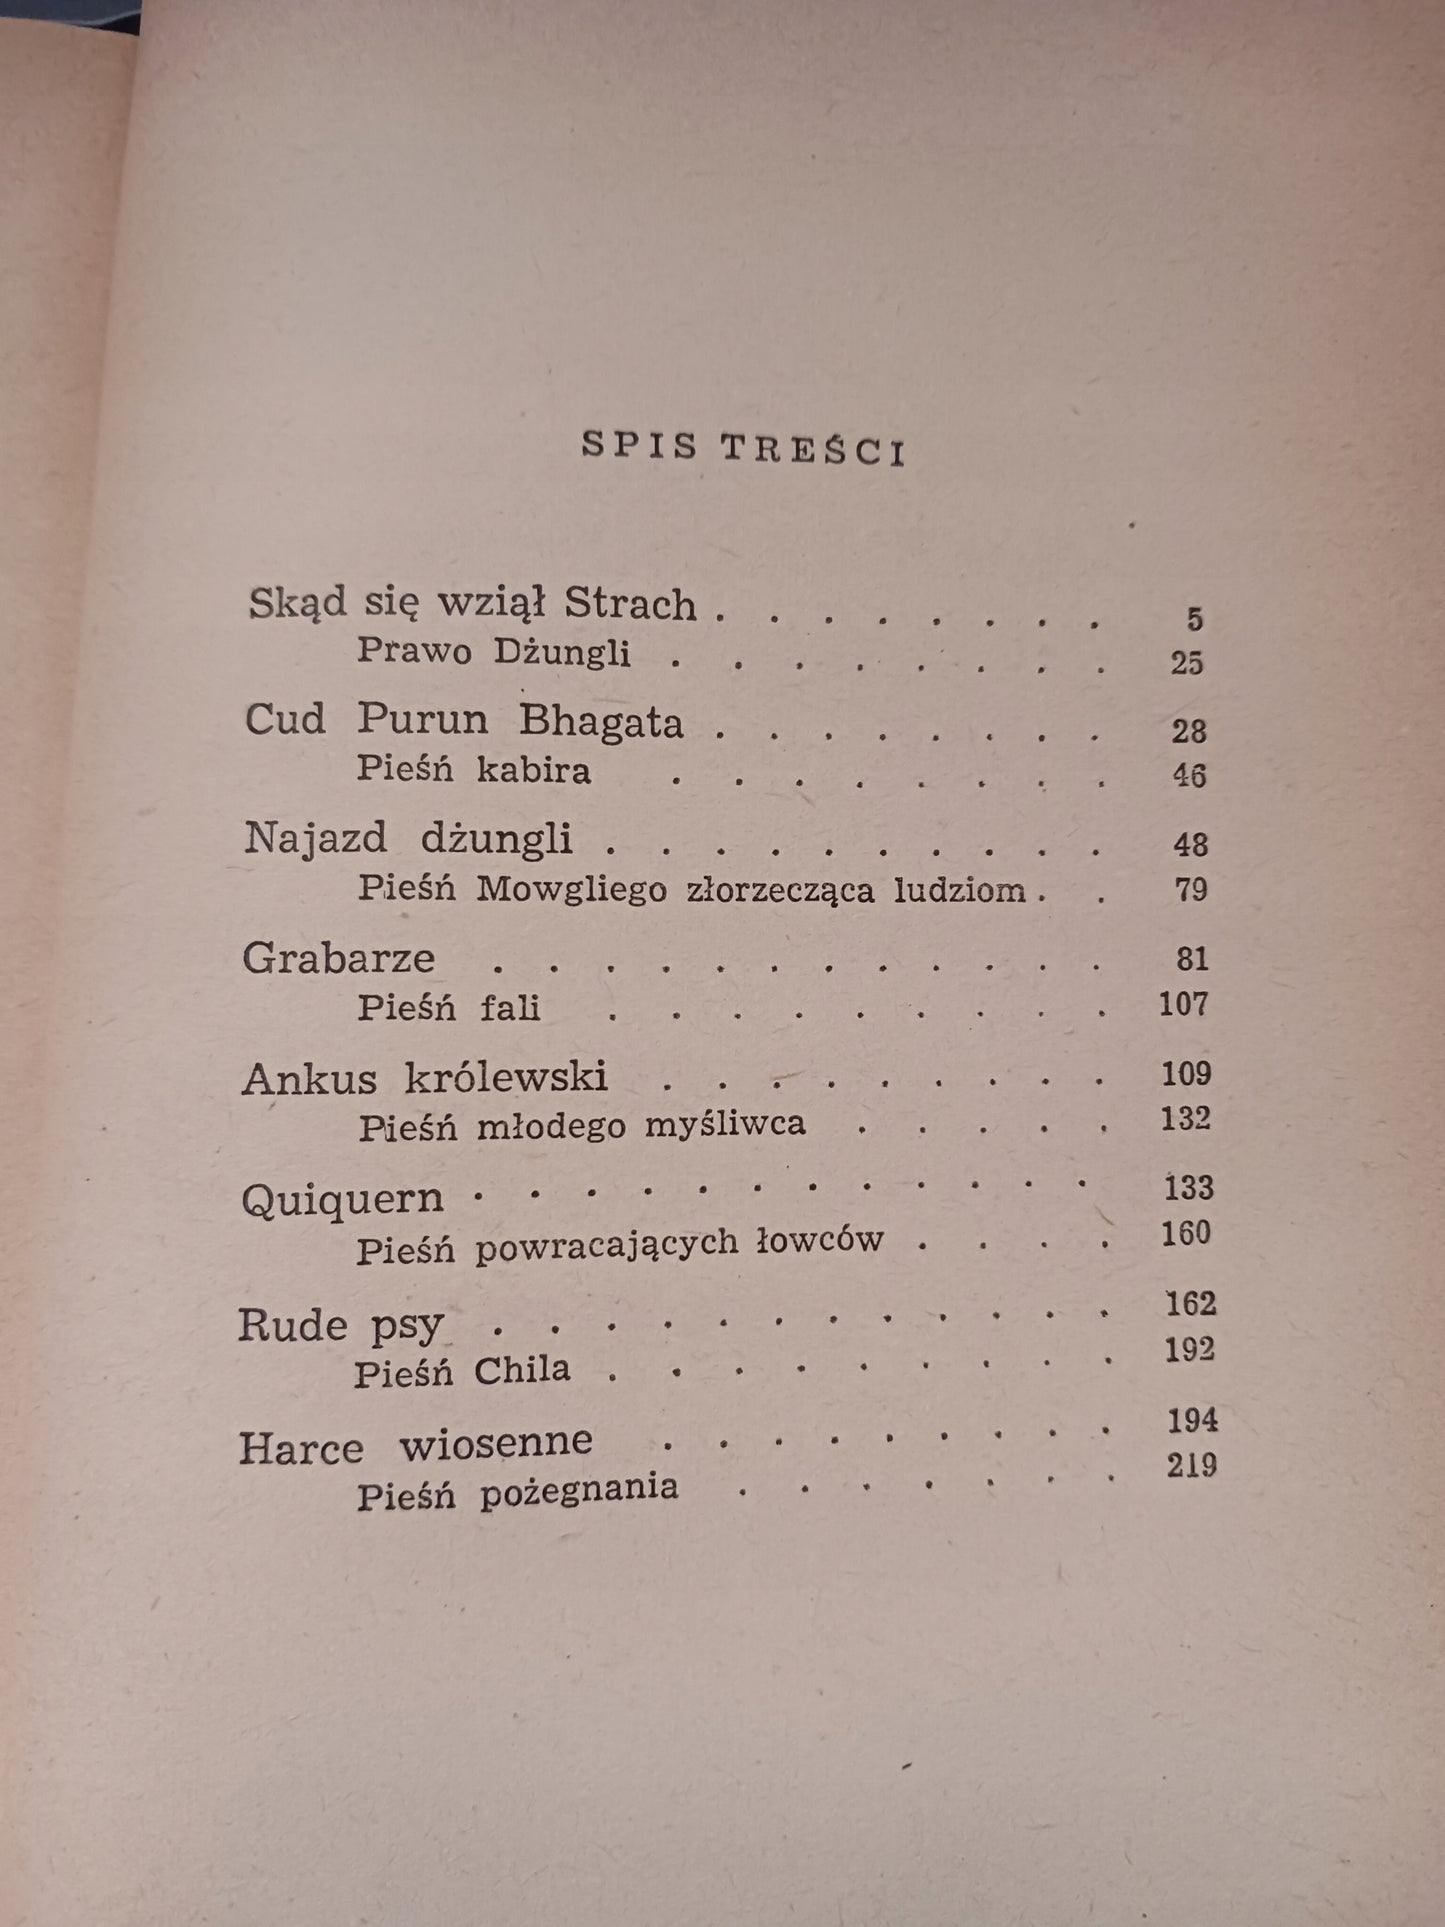 SPIS TREŚCI
Skąd się wziął Strach . . . . . . . . 5
Prawo Dżungli . . . . . . . . 25
Cud Purun Bhagata . . . . . . . . 28
Pieśń kabira . . . . . . . . 46
Najazd dżungli . . . . . . . . . . 48
Pieśń Mowgliego złorzecząca ludziom . . 79
Grabarze . . . . . . . . . . . . 81
Pieśń fali . . . . . . . . . 107
Ankus królewski . . . . . . . . . 109
Pieśń młodego myśliwca . . . . . 132
Quiquern . . . . . . . . . . . . 133
Pieśń powracających łowców . . . . 160
Rude psy . . . . . . . . . . . . 162
Pieśń Chila . . . . . . . . . 192
Harce wiosenne . . . . . . . . . 194
Pieśń pożegnania . . . . . . . 219